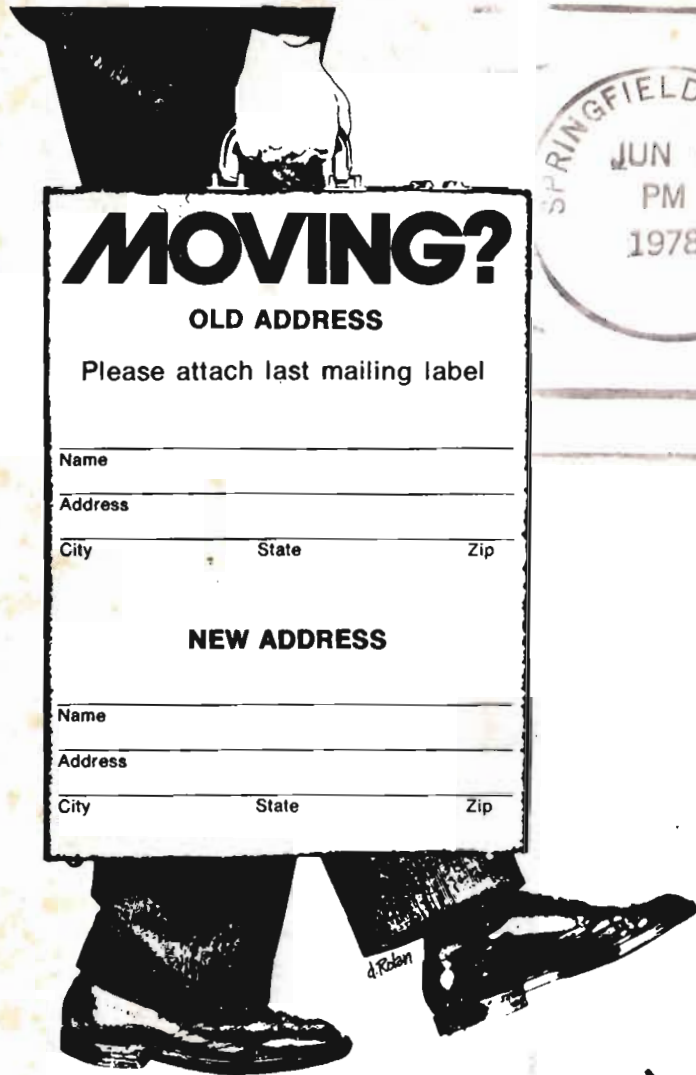 MOVING?
OLD ADDRESS
Please attach last mailing label
Name
Address
City State Zip
NEW ADDRESS
Name
Address
City State Zip
d. Rolan
SPRINGFIELD
JUN
PM
1978